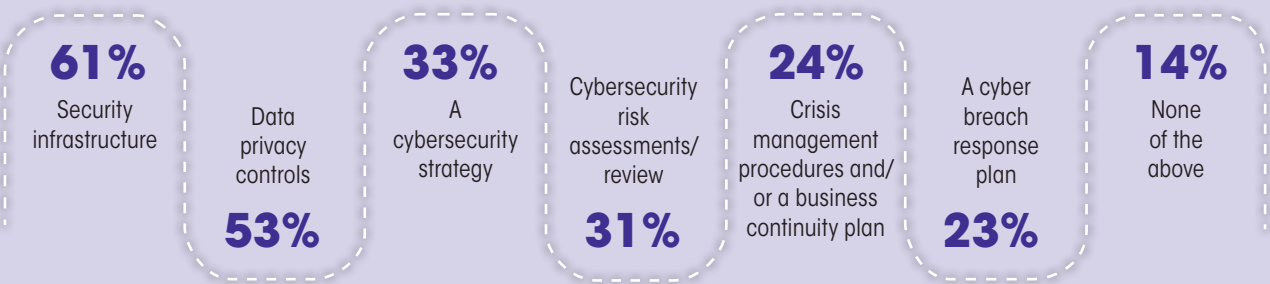 61%
Security
infrastructure
Data
privacy
controls
53%
33%
A
cybersecurity
strategy
Cybersecurity
risk
assessments/
review
31%
24%
Crisis
management
procedures and/
or a business
continuity plan
A cyber
breach
response
plan
23%
14%
None
of the
above